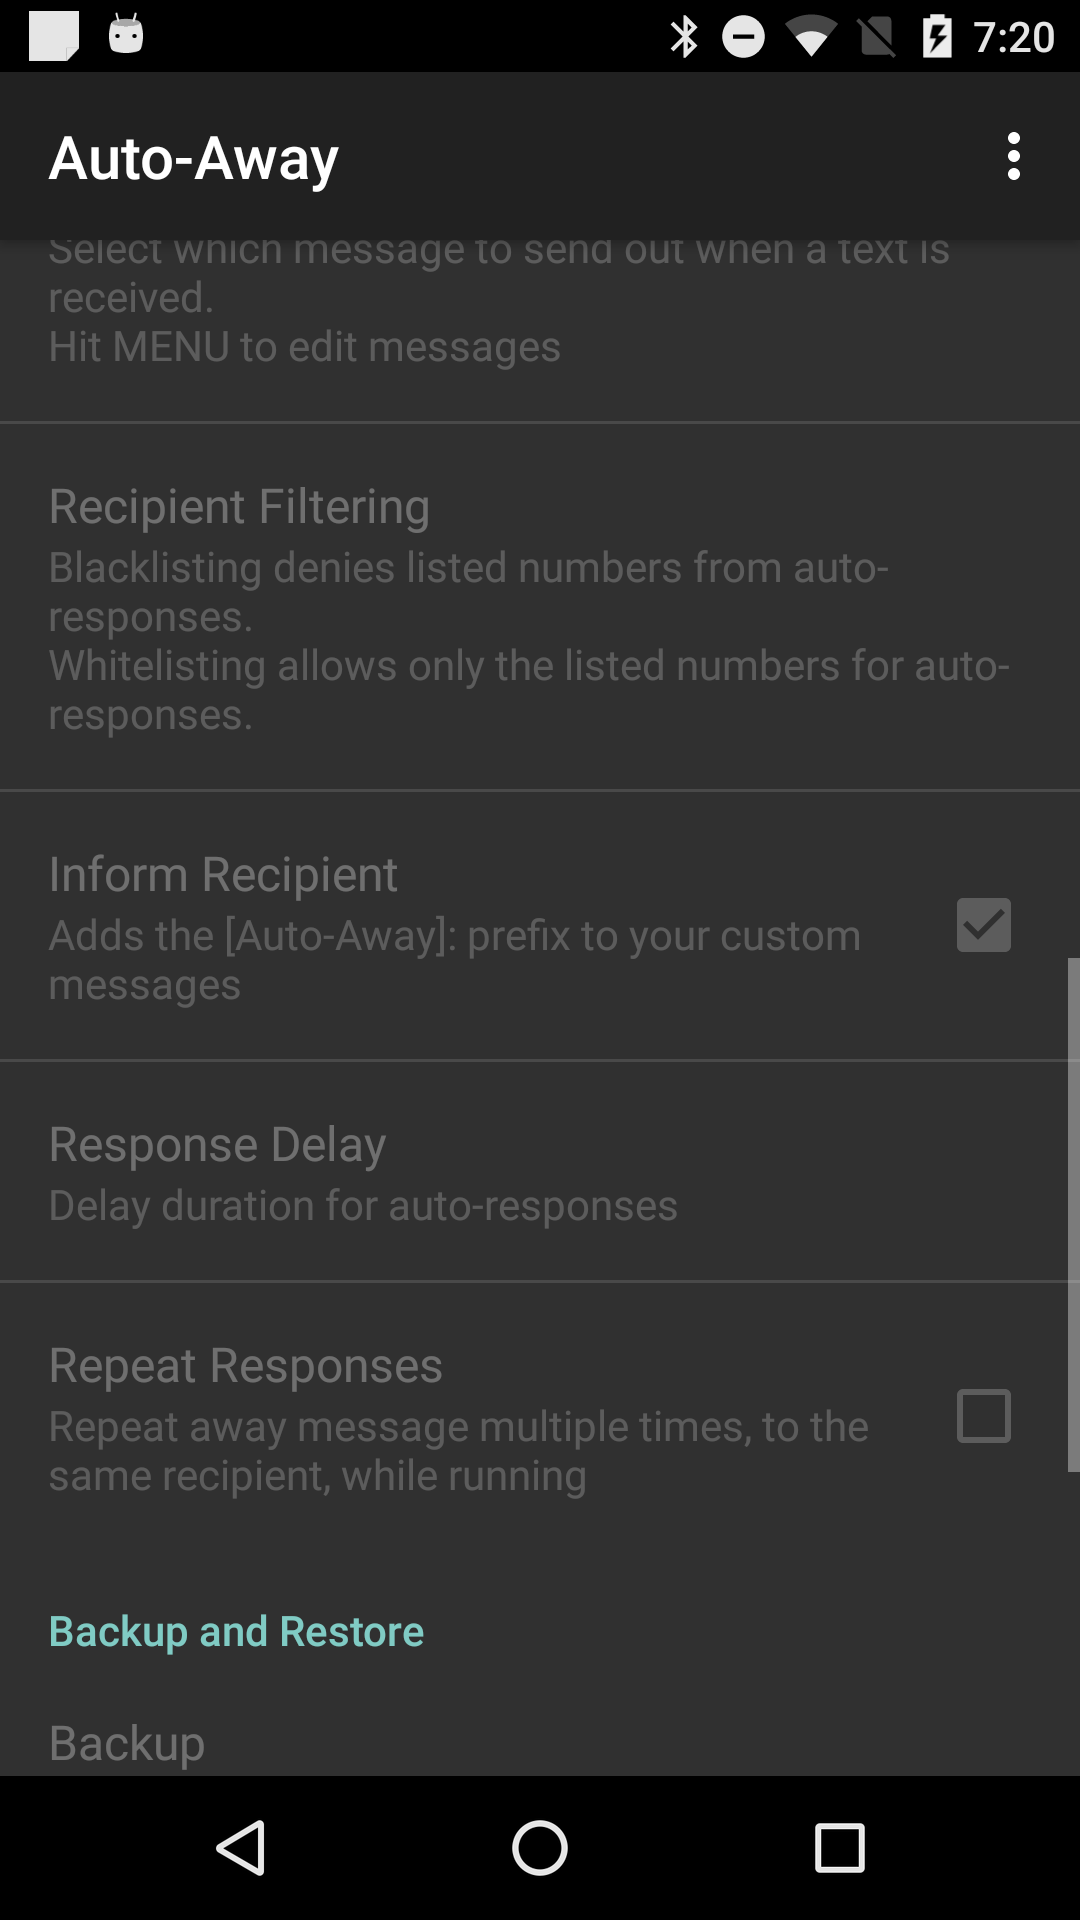 7:20
Auto-Away
Select which message to send out when a text is
received.
Hit MENU to edit messages
Recipient Filtering
Blacklisting denies listed numbers from auto-
responses.
Whitelisting allows only the listed numbers for auto-
responses.
Inform Recipient
Adds the [Auto-Away]: prefix to your custom
messages
Response Delay
Delay duration for auto-responses
Repeat Responses
Repeat away message multiple times, to the
same recipient, while running
Backup and Restore
Backup